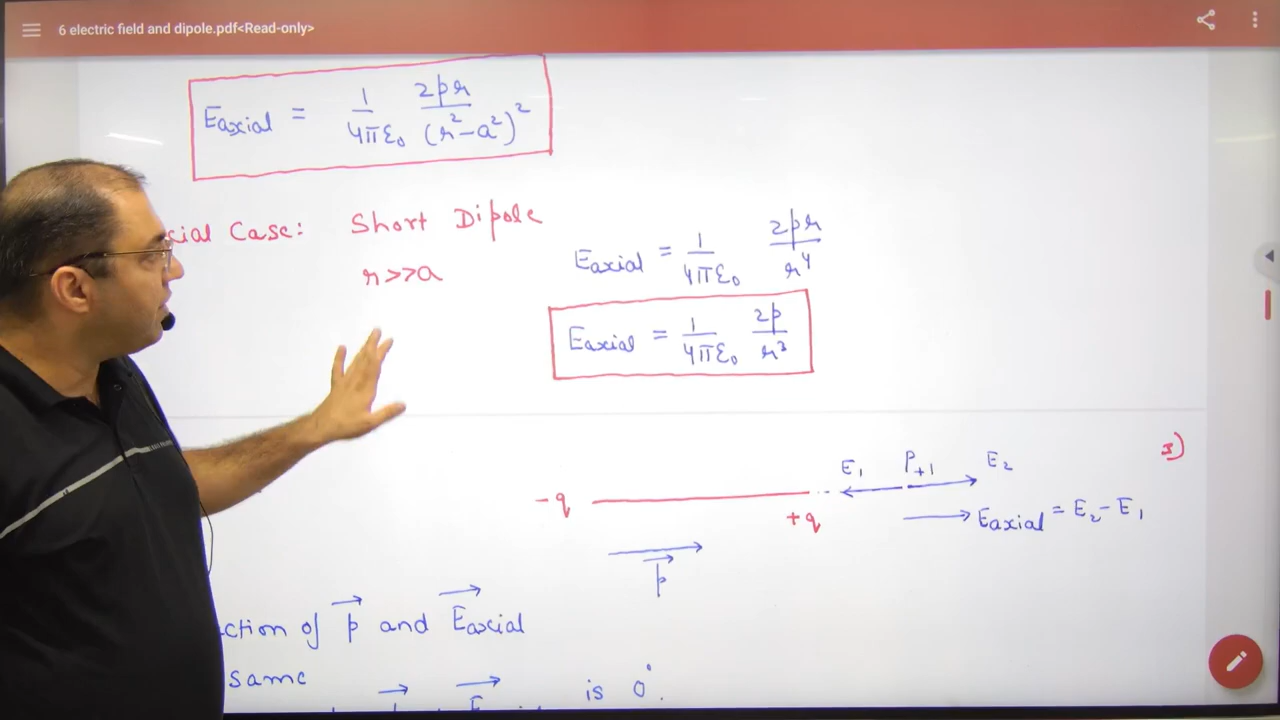 6 electric field and dipole.pdf<Read-only>
Eaxial = 1/4πε₀ 2pr/(r²-a²)²
cial Case: Short Dipole
r>>a
Eaxial = 1/4πε₀ 2pr/r⁴
Eaxial = 1/4πε₀ 2p/r³
3)
E₁ P+1 E₂
-q +q
Eaxial = E₂ - E₁
p⃗
ction of p⃗ and E⃗axial
same
is 0°.